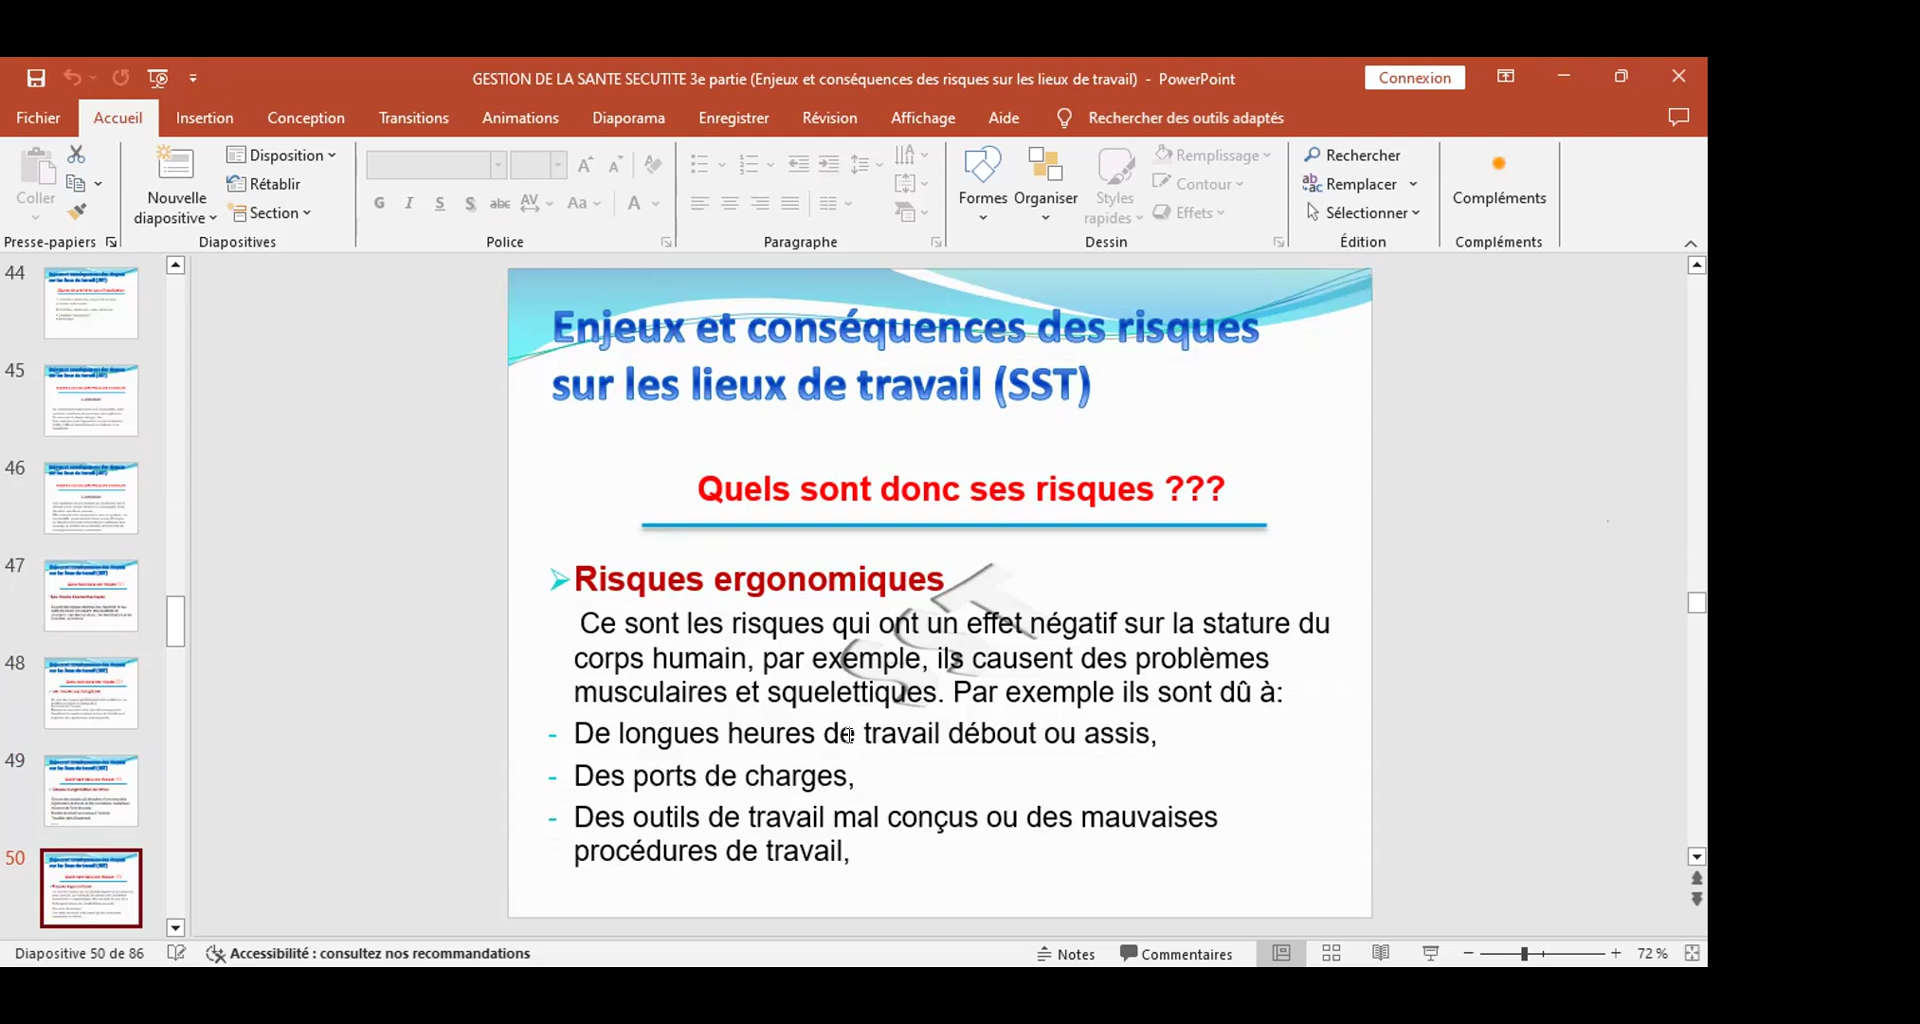 GESTION DE LA SANTE SECUTITE 3e partie (Enjeux et conséquences des risques sur les lieux de travail) - PowerPoint
Connexion
Fichier Accueil Insertion Conception Transitions Animations Diaporama Enregistrer Révision Affichage Aide Rechercher des outils adaptés
Coller
Presse-papiers
Nouvelle diapositive
Disposition
Rétablir
Section
Diapositives
G I S S abc AV Aa A
Police
Paragraphe
Formes
Organiser
Styles rapides
Remplissage
Contour
Effets
Dessin
Rechercher
Remplacer
Sélectionner
Édition
Compléments
Compléments
44
45
46
47
48
49
50
Enjeux et conséquences des risques
sur les lieux de travail (SST)
Quels sont donc ses risques ???
Risques ergonomiques
Ce sont les risques qui ont un effet négatif sur la stature du
corps humain, par exemple, ils causent des problèmes
musculaires et squelettiques. Par exemple ils sont dû à:
- De longues heures de travail débout ou assis,
- Des ports de charges,
- Des outils de travail mal conçus ou des mauvaises
procédures de travail,
SST
Diapositive 50 de 86 Accessibilité : consultez nos recommandations Notes Commentaires 72 %